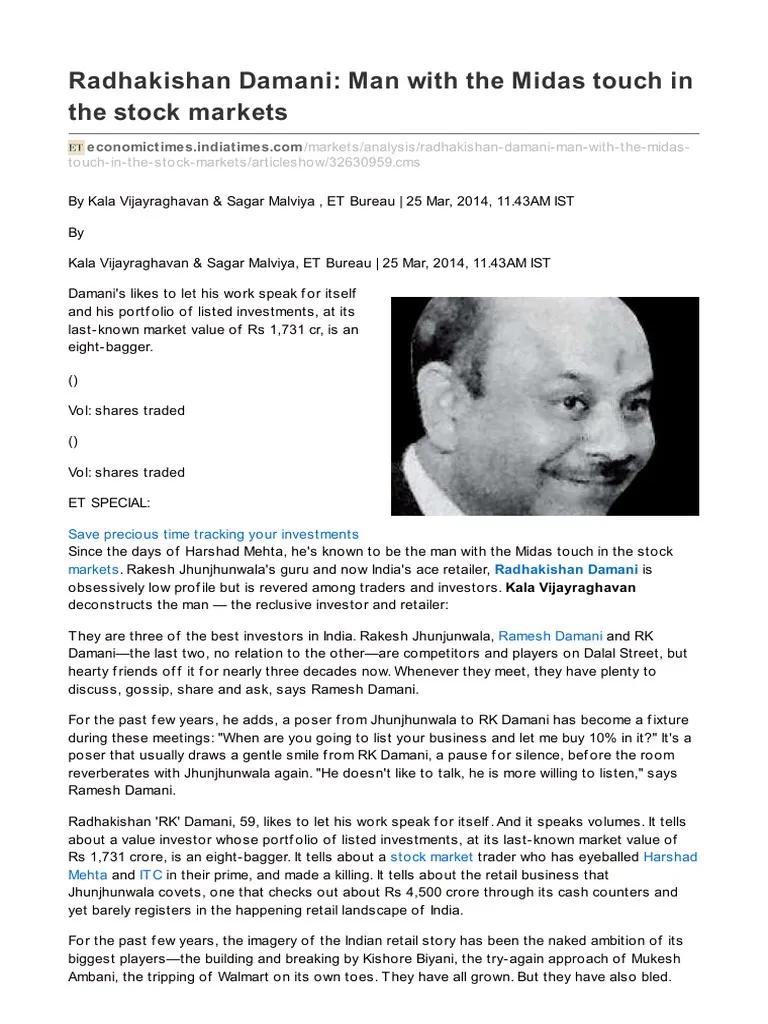 Radhakishan Damani: Man with the Midas touch in
the stock markets
ET economictimes.indiatimes.com/markets/analysis/radhakishan-damani-man-with-the-midas-
touch-in-the-stock-markets/articleshow/32630959.cms
By Kala Vijayraghavan & Sagar Malviya , ET Bureau | 25 Mar, 2014, 11.43AM IST
By
Kala Vijayraghavan & Sagar Malviya, ET Bureau | 25 Mar, 2014, 11.43AM IST
Damani's likes to let his work speak for itself
and his portfolio of listed investments, at its
last-known market value of Rs 1,731 cr, is an
eight-bagger.
()
Vol: shares traded
()
Vol: shares traded
ET SPECIAL:
Save precious time tracking your investments
Since the days of Harshad Mehta, he's known to be the man with the Midas touch in the stock
markets. Rakesh Jhunjhunwala's guru and now India's ace retailer, Radhakishan Damani is
obsessively low profile but is revered among traders and investors. Kala Vijayraghavan
deconstructs the man — the reclusive investor and retailer:
They are three of the best investors in India. Rakesh Jhunjunwala, Ramesh Damani and RK
Damani—the last two, no relation to the other—are competitors and players on Dalal Street, but
hearty friends off it for nearly three decades now. Whenever they meet, they have plenty to
discuss, gossip, share and ask, says Ramesh Damani.
For the past few years, he adds, a poser from Jhunjhunwala to RK Damani has become a fixture
during these meetings: "When are you going to list your business and let me buy 10% in it?" It's a
poser that usually draws a gentle smile from RK Damani, a pause for silence, before the room
reverberates with Jhunjhunwala again. "He doesn't like to talk, he is more willing to listen," says
Ramesh Damani.
Radhakishan 'RK' Damani, 59, likes to let his work speak for itself. And it speaks volumes. It tells
about a value investor whose portfolio of listed investments, at its last-known market value of
Rs 1,731 crore, is an eight-bagger. It tells about a stock market trader who has eyeballed Harshad
Mehta and ITC in their prime, and made a killing. It tells about the retail business that
Jhunjhunwala covets, one that checks out about Rs 4,500 crore through its cash counters and
yet barely registers in the happening retail landscape of India.
For the past few years, the imagery of the Indian retail story has been the naked ambition of its
biggest players—the building and breaking by Kishore Biyani, the try-again approach of Mukesh
Ambani, the tripping of Walmart on its own toes. They have all grown. But they have also bled.